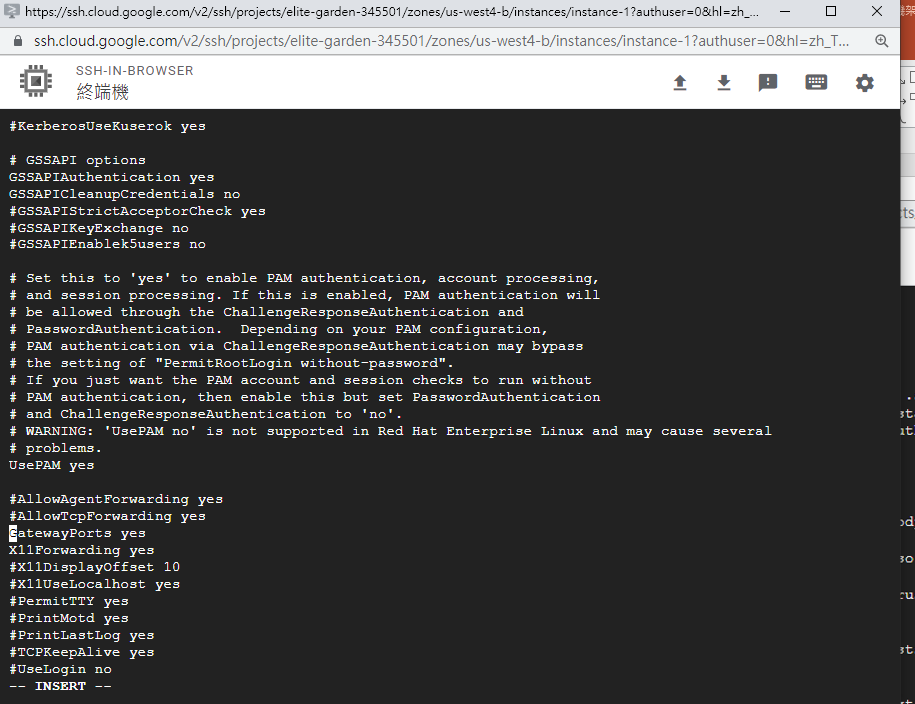 https://ssh.cloud.google.com/v2/ssh/projects/elite-garden-345501/zones/us-west4-b/instances/instance-1?authuser=0&hl=zh_...
ssh.cloud.google.com/v2/ssh/projects/elite-garden-345501/zones/us-west4-b/instances/instance-1?authuser=0&hl=zh_T...
SSH-IN-BROWSER
終端機
#KerberosUseKuserok yes
# GSSAPI options
GSSAPIAuthentication yes
GSSAPICleanupCredentials no
#GSSAPIStrictAcceptorCheck yes
#GSSAPIKeyExchange no
#GSSAPIEnablek5users no
# Set this to 'yes' to enable PAM authentication, account processing,
# and session processing. If this is enabled, PAM authentication will
# be allowed through the ChallengeResponseAuthentication and
# PasswordAuthentication.  Depending on your PAM configuration,
# PAM authentication via ChallengeResponseAuthentication may bypass
# the setting of "PermitRootLogin without-password".
# If you just want the PAM account and session checks to run without
# PAM authentication, then enable this but set PasswordAuthentication
# and ChallengeResponseAuthentication to 'no'.
# WARNING: 'UsePAM no' is not supported in Red Hat Enterprise Linux and may cause several
# problems.
UsePAM yes
#AllowAgentForwarding yes
#AllowTcpForwarding yes
GatewayPorts yes
X11Forwarding yes
#X11DisplayOffset 10
#X11UseLocalhost yes
#PermitTTY yes
#PrintMotd yes
#PrintLastLog yes
#TCPKeepAlive yes
#UseLogin no
-- INSERT --